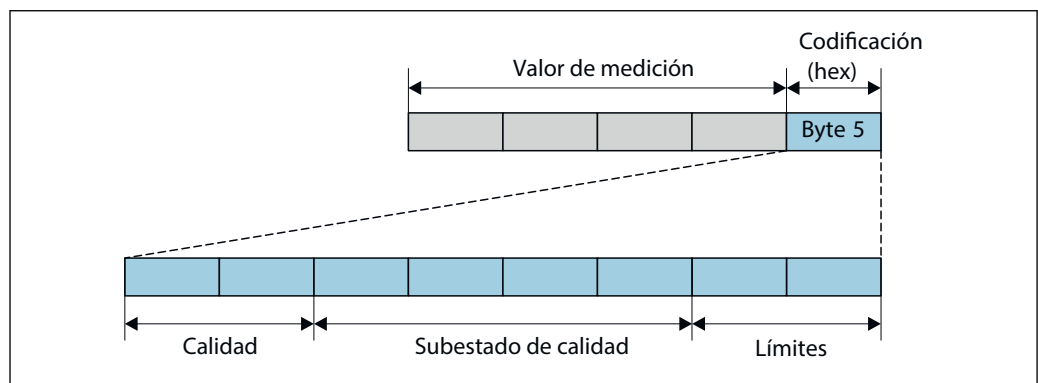 Codificación
(hex)
Valor de medición
Byte 5
Calidad
Subestado de calidad
Límites